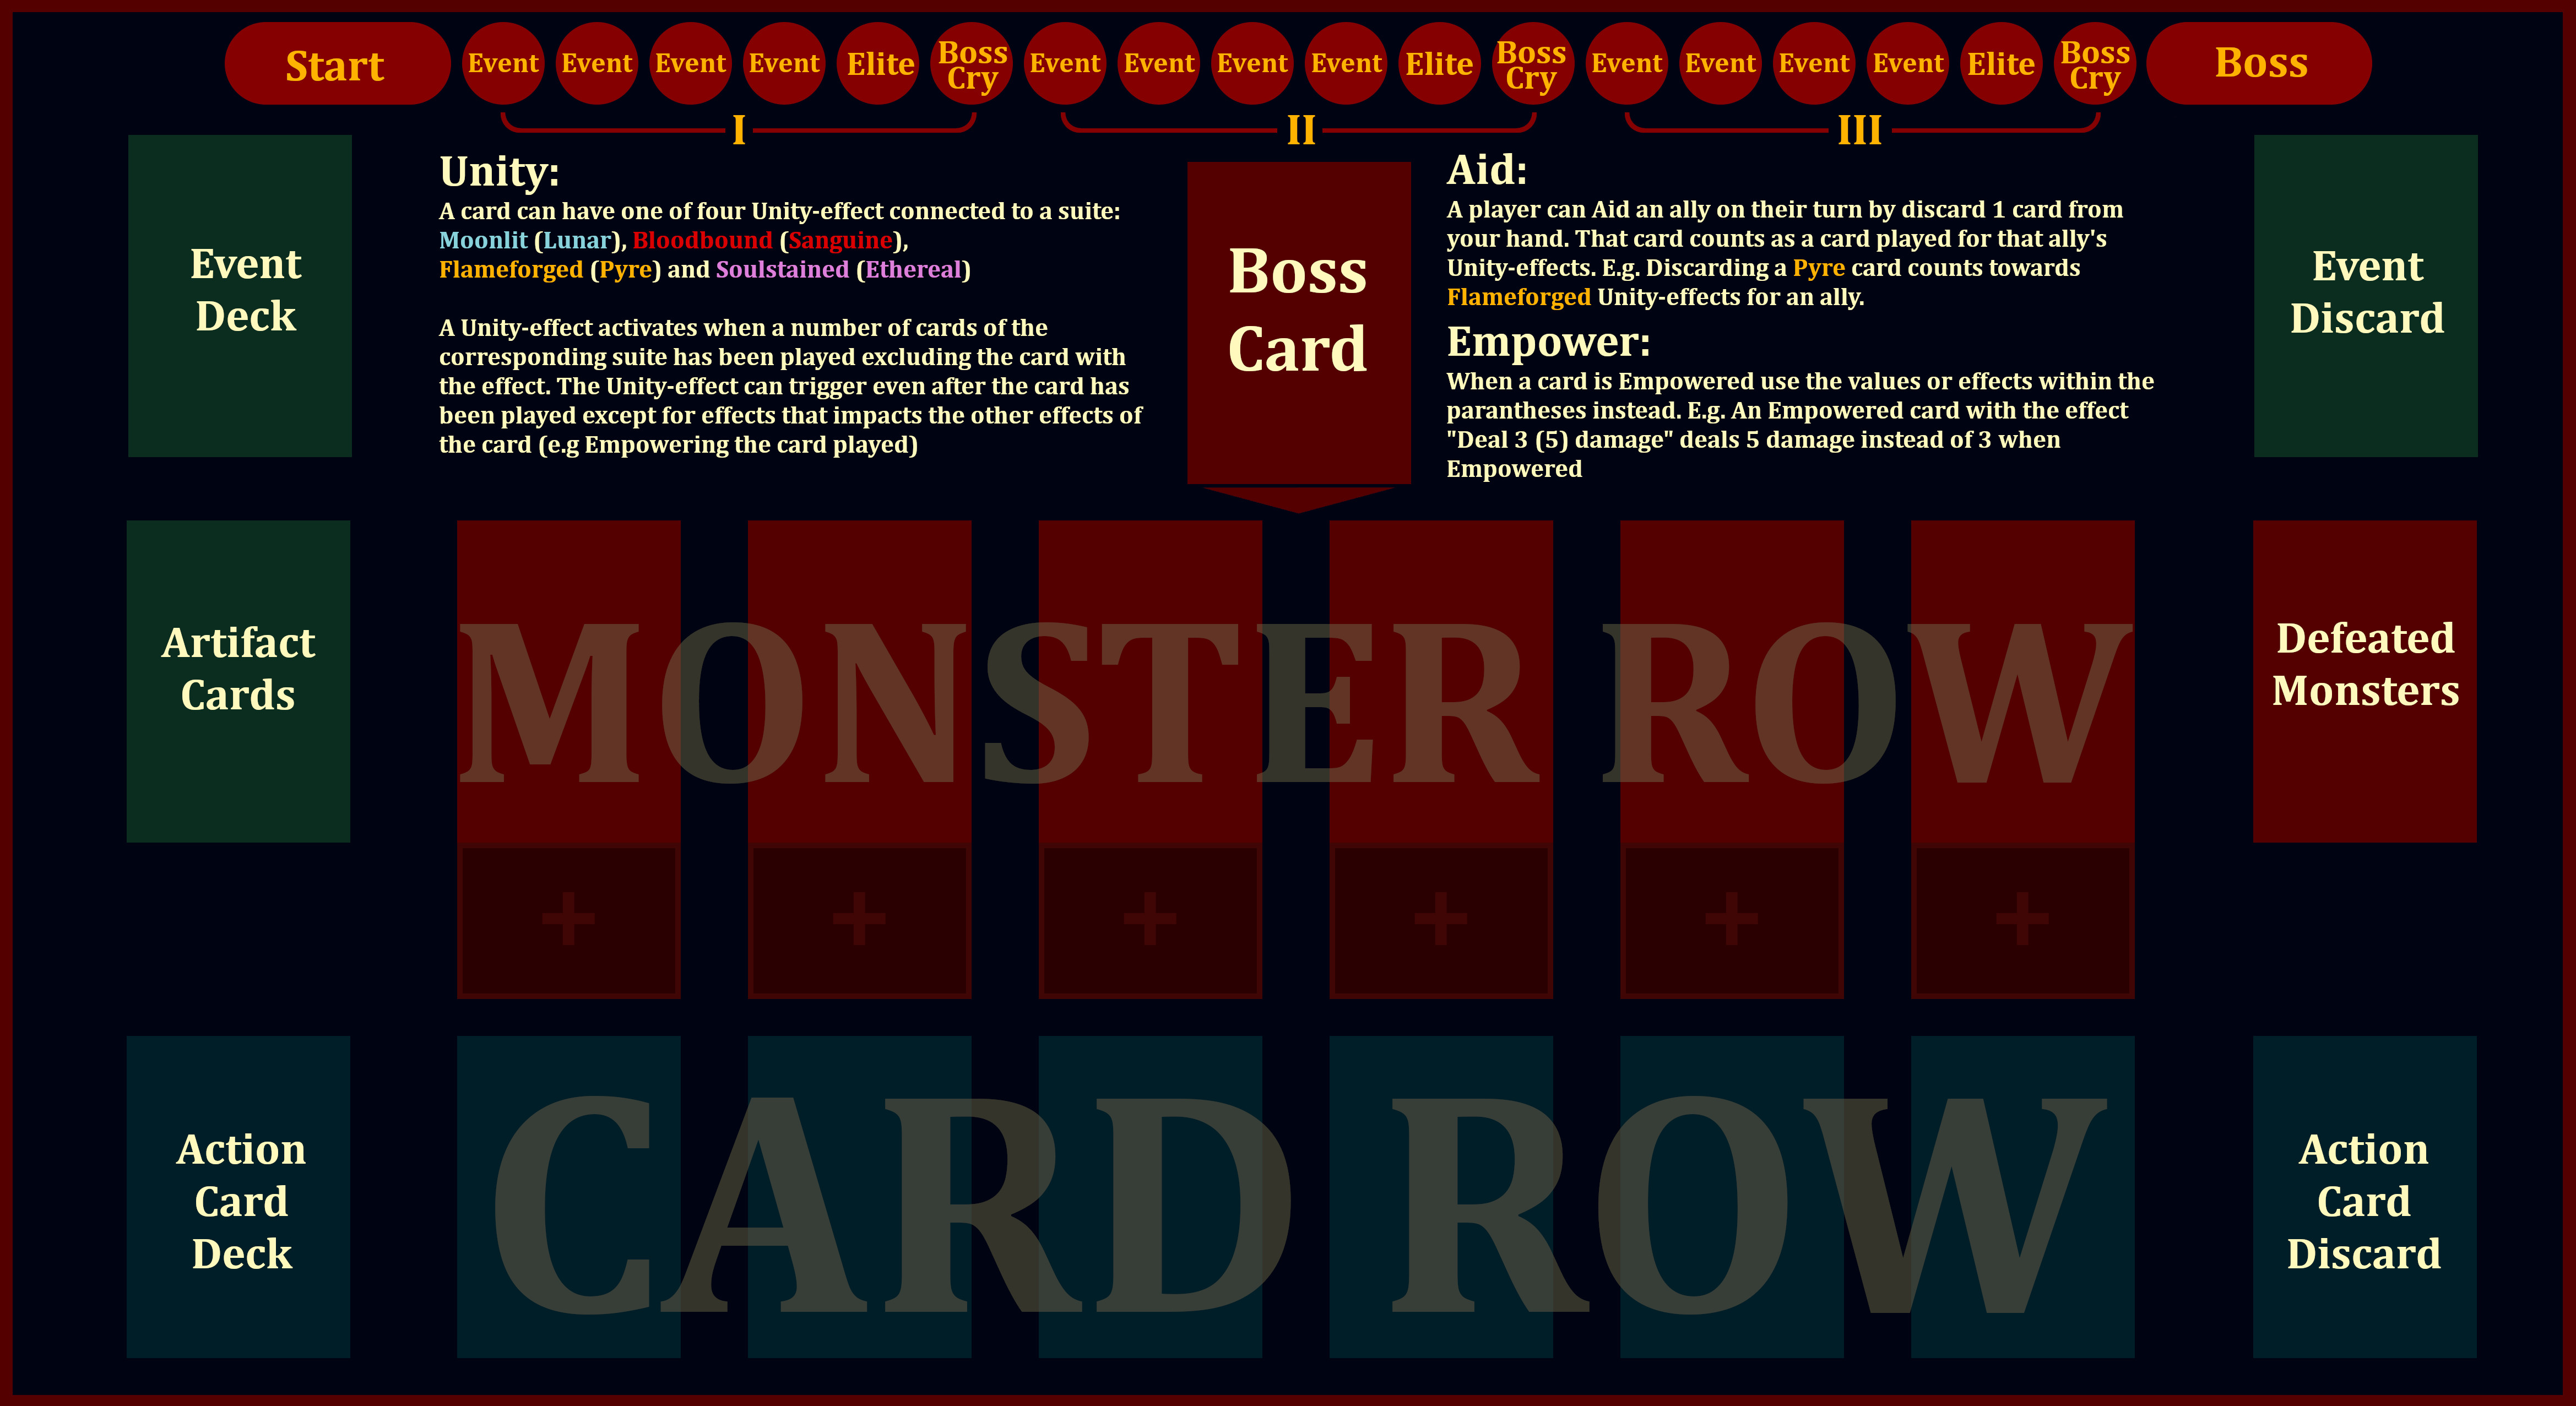 Start Event Event Event Event Elite Boss Cry Event Event Event Event Elite Boss Cry Event Event Event Event Elite Boss Cry Boss
I II III
Event
Deck
Unity:
A card can have one of four Unity-effect connected to a suite:
Moonlit (Lunar), Bloodbound (Sanguine),
Flameforged (Pyre) and Soulstained (Ethereal)
A Unity-effect activates when a number of cards of the
corresponding suite has been played excluding the card with
the effect. The Unity-effect can trigger even after the card has
been played except for effects that impacts the other effects of
the card (e.g Empowering the card played)
Boss
Card
Aid:
A player can Aid an ally on their turn by discard 1 card from
your hand. That card counts as a card played for that ally's
Unity-effects. E.g. Discarding a Pyre card counts towards
Flameforged Unity-effects for an ally.
Empower:
When a card is Empowered use the values or effects within the
parantheses instead. E.g. An Empowered card with the effect
"Deal 3 (5) damage" deals 5 damage instead of 3 when
Empowered
Event
Discard
Artifact
Cards
MONSTER ROW
Defeated
Monsters
+ + + + + +
Action
Card
Deck
CARD ROW
Action
Card
Discard